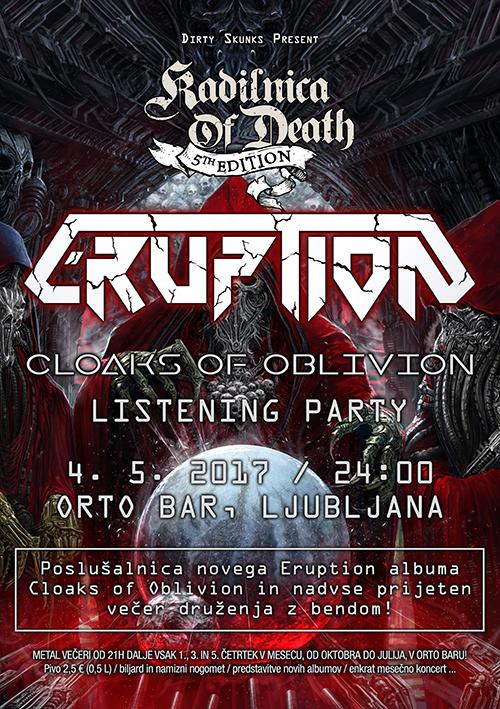 Dirty Skunks Present
Kadilnica
Of Death
5TH EDITION
ERUPTION
CLOAKS OF OBLIVION
LISTENING PARTY
4. 5. 2017 / 24:00
ORTO BAR, LJUBLJANA
Poslušalnica novega Eruption albuma
Cloaks of Oblivion in nadvse prijeten
večer druženja z bendom!
METAL VEČERI OD 21H DALJE VSAK 1., 3. IN 5. ČETRTEK V MESECU, OD OKTOBRA DO JULIJA, V ORTO BARU!
Pivo 2,5 € (0,5 L) / biljard in namizni nogomet / predstavitve novih albumov / enkrat mesečno koncert ...